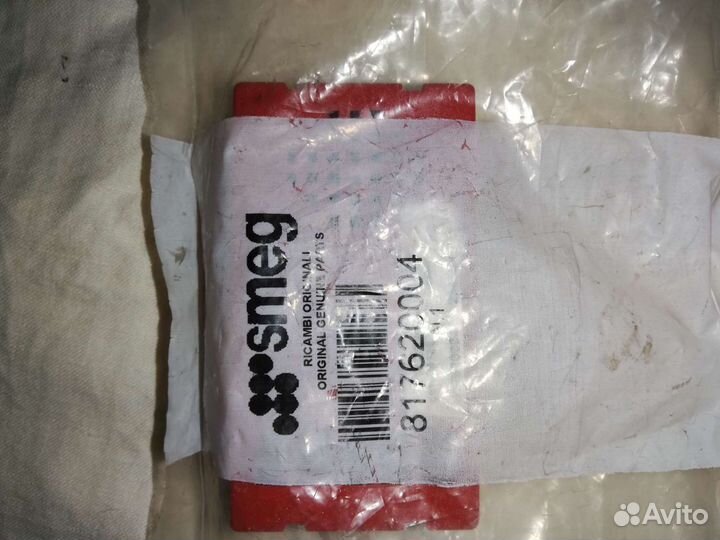 smeg
RICAMBI ORIGINALI
ORIGINAL GENUINE PARTS
817620004
Avito